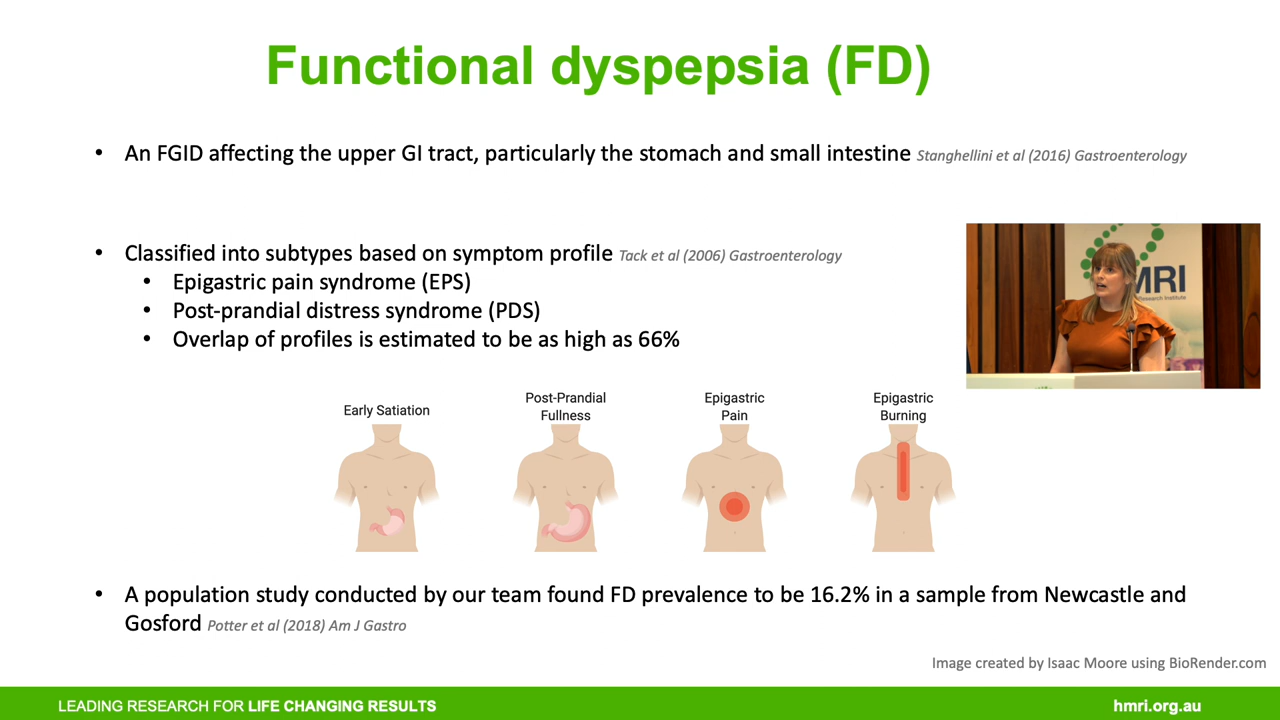 Functional dyspepsia (FD)
• An FGID affecting the upper GI tract, particularly the stomach and small intestine Stanghellini et al (2016) Gastroenterology
• Classified into subtypes based on symptom profile Tack et al (2006) Gastroenterology
• Epigastric pain syndrome (EPS)
• Post-prandial distress syndrome (PDS)
• Overlap of profiles is estimated to be as high as 66%
MRI
Research Institute
Early Satiation
Post-Prandial
Fullness
Epigastric
Pain
Epigastric
Burning
• A population study conducted by our team found FD prevalence to be 16.2% in a sample from Newcastle and
Gosford Potter et al (2018) Am J Gastro
Image created by Isaac Moore using BioRender.com
LEADING RESEARCH FOR LIFE CHANGING RESULTS
hmri.org.au